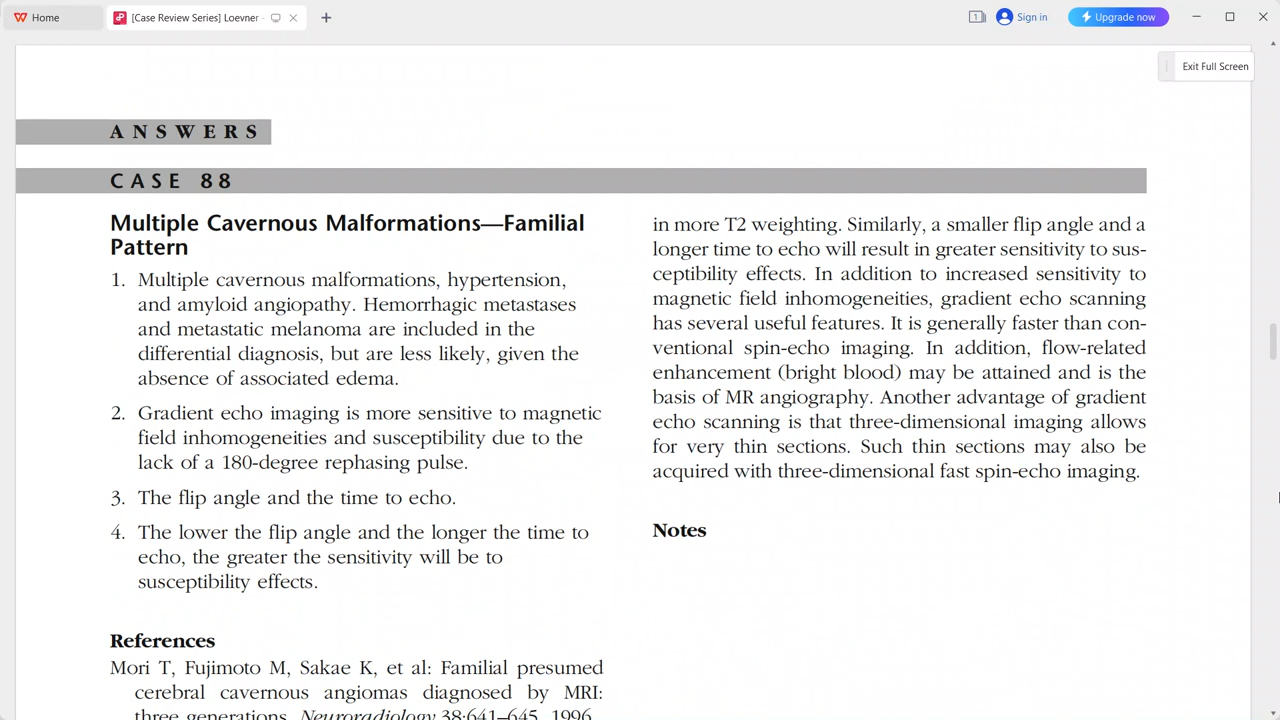 Home
[Case Review Series] Loevner -
Sign in
Upgrade now
Exit Full Screen
ANSWERS
CASE 88
Multiple Cavernous Malformations—Familial
Pattern
1. Multiple cavernous malformations, hypertension,
and amyloid angiopathy. Hemorrhagic metastases
and metastatic melanoma are included in the
differential diagnosis, but are less likely, given the
absence of associated edema.
2. Gradient echo imaging is more sensitive to magnetic
field inhomogeneities and susceptibility due to the
lack of a 180-degree rephasing pulse.
3. The flip angle and the time to echo.
4. The lower the flip angle and the longer the time to
echo, the greater the sensitivity will be to
susceptibility effects.
References
Mori T, Fujimoto M, Sakae K, et al: Familial presumed
cerebral cavernous angiomas diagnosed by MRI:
three generations, Neuroradiology 38:641–645, 1996.
in more T2 weighting. Similarly, a smaller flip angle and a
longer time to echo will result in greater sensitivity to sus-
ceptibility effects. In addition to increased sensitivity to
magnetic field inhomogeneities, gradient echo scanning
has several useful features. It is generally faster than con-
ventional spin-echo imaging. In addition, flow-related
enhancement (bright blood) may be attained and is the
basis of MR angiography. Another advantage of gradient
echo scanning is that three-dimensional imaging allows
for very thin sections. Such thin sections may also be
acquired with three-dimensional fast spin-echo imaging.
Notes